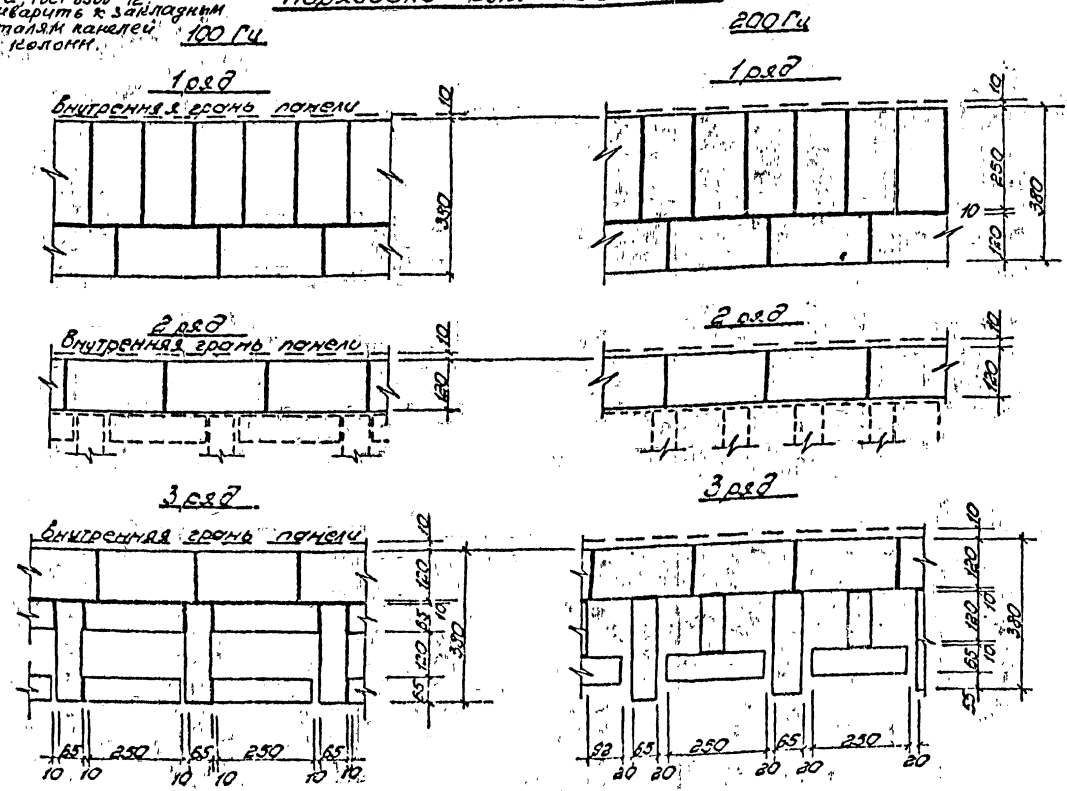 приварить к закладным
деталям панелей
колонн.
100 Гц
200 Гц
1 ряд
Внутренняя грань панели
10
380
1 ряд
10
250
10
120
380
2 ряд
Внутренняя грань панели
10
120
2 ряд
10
120
3 ряд
Внутренняя грань панели
10
120
10
65
120
65
380
10 65 10 250 10 65 10 250 10 65 10
3 ряд
10
120
10
120
10
65
55
380
92 20 65 20 250 20 65 20 250 20